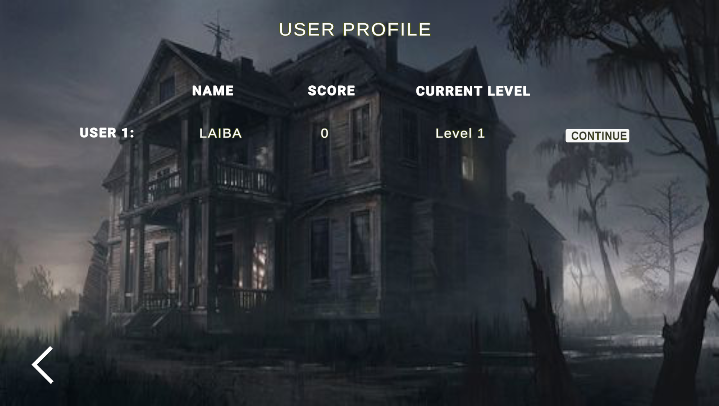 USER PROFILE
NAME SCORE CURRENT LEVEL
USER 1: LAIBA 0 Level 1 CONTINUE